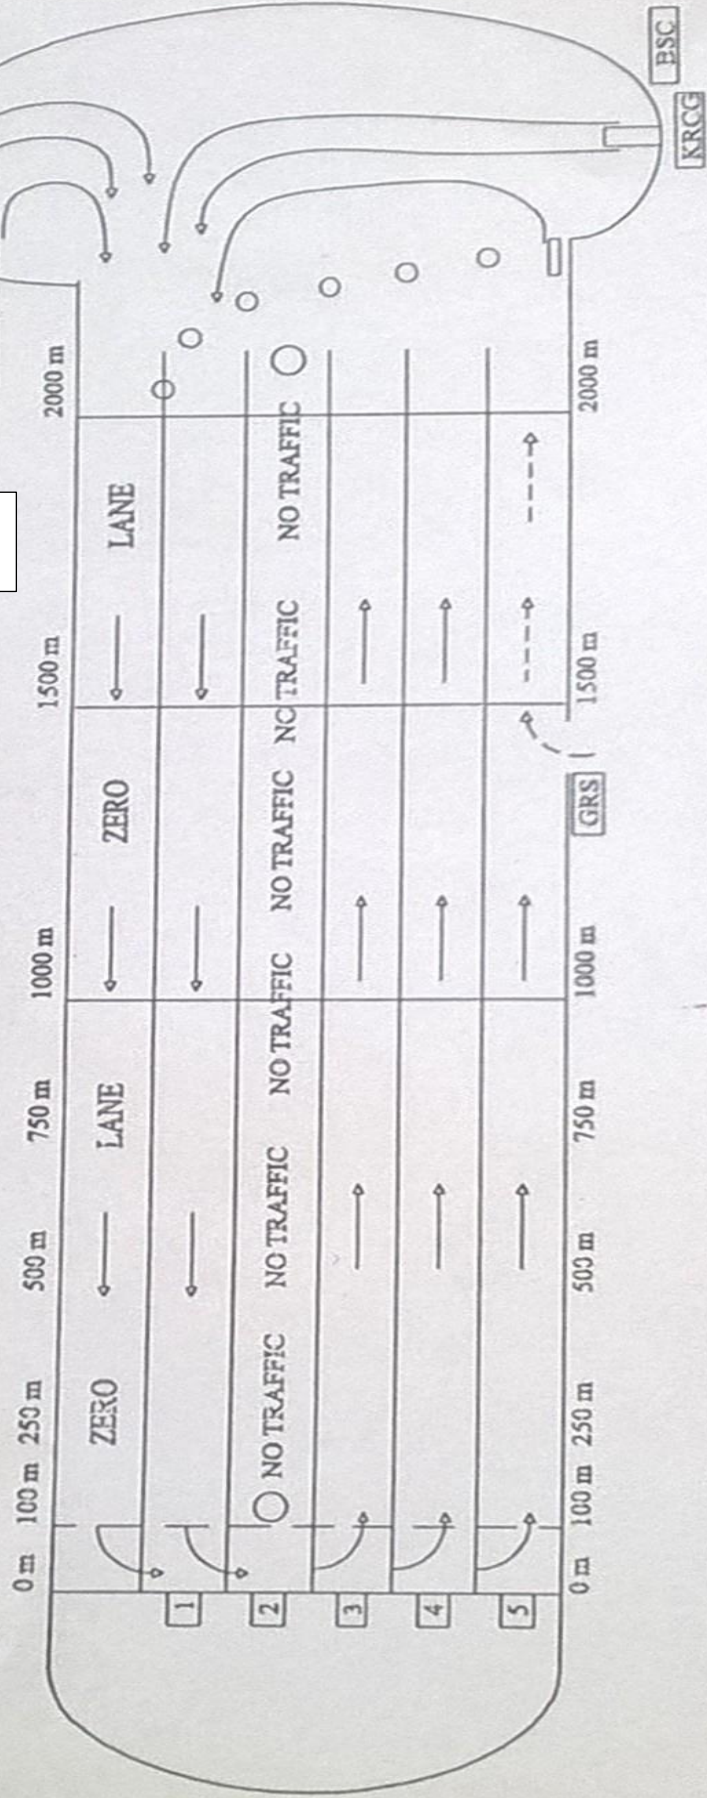 BSC
KRCG
2000 m
1500 m
1000 m
750 m
500 m
250 m
100 m
0 m
LANE
ZERO
LANE
ZERO
NO TRAFFIC
NO TRAFFIC
NO TRAFFIC
NO TRAFFIC
NO TRAFFIC
NO TRAFFIC
1
2
3
4
5
GRS
2000 m
1500 m
1000 m
750 m
500 m
250 m
100 m
0 m